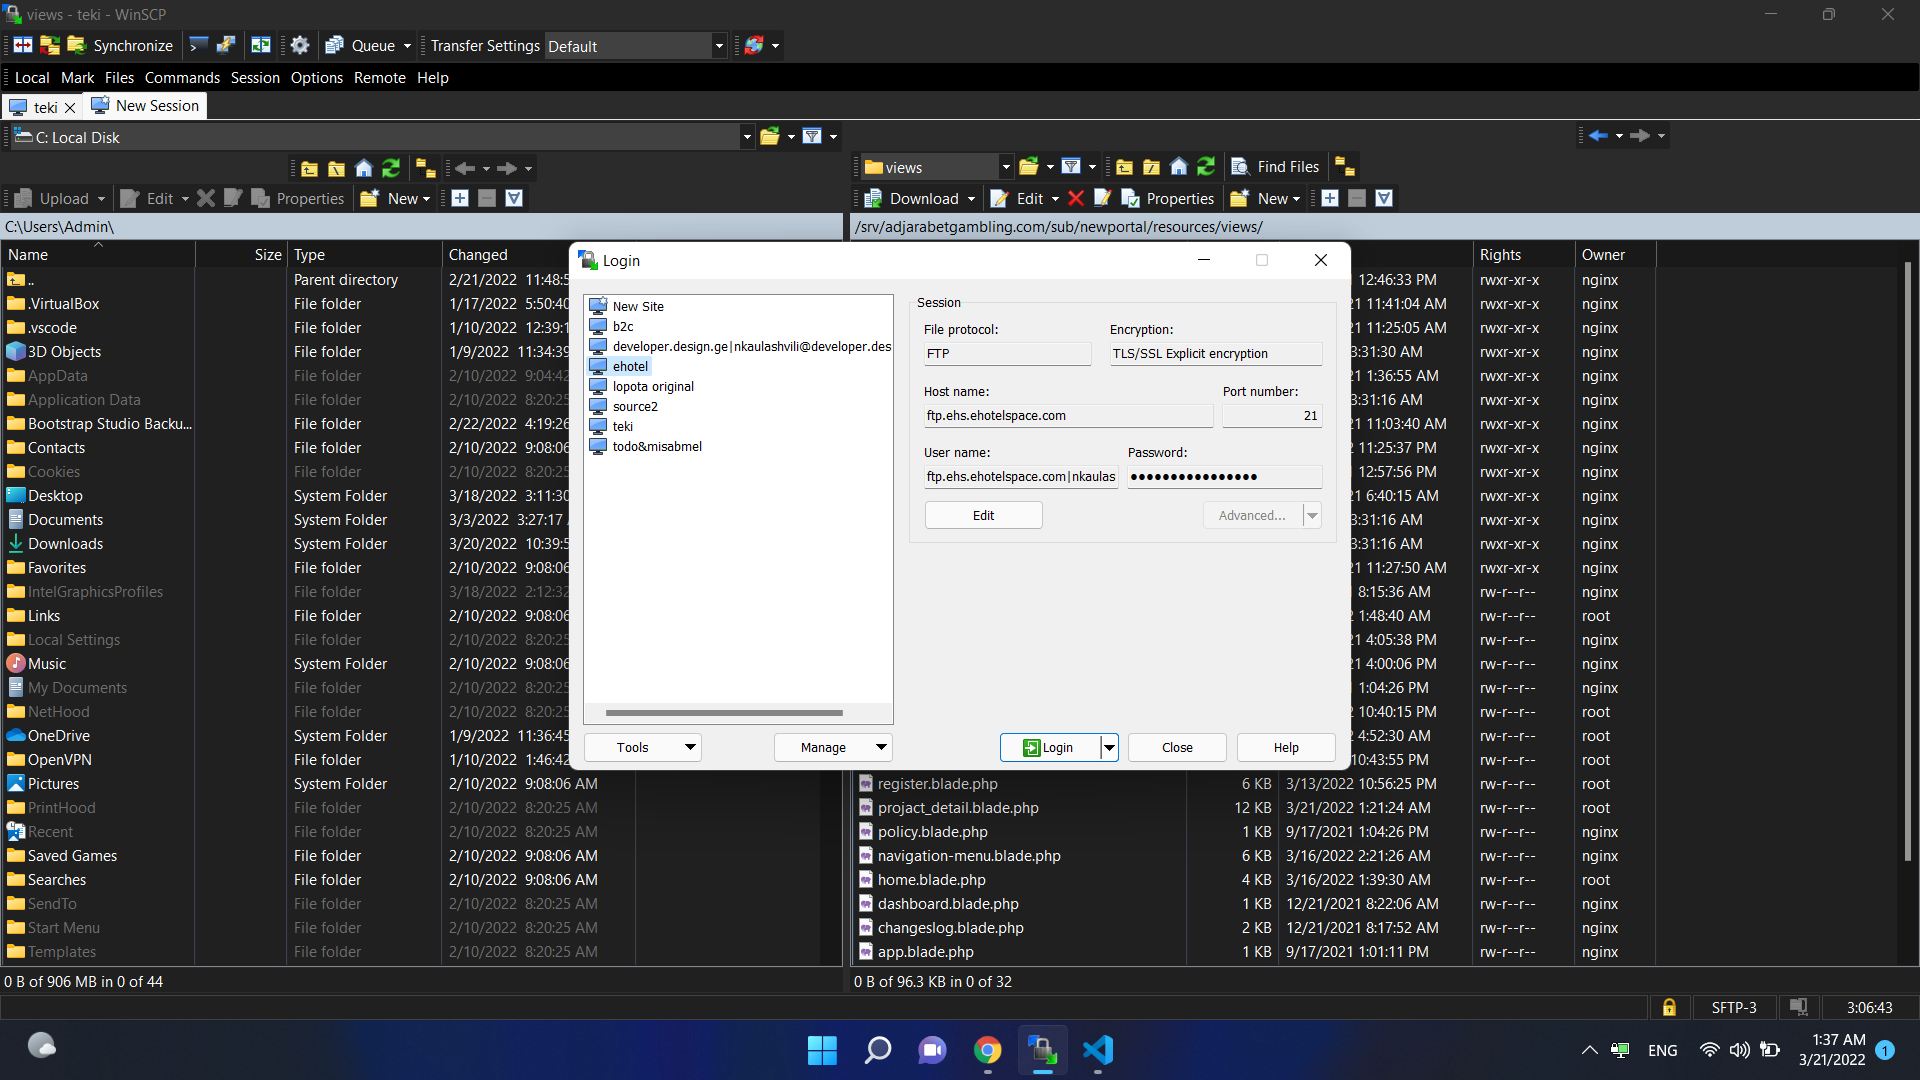 views - teki - WinSCP
Synchronize Queue Transfer Settings Default
Local Mark Files Commands Session Options Remote Help
teki New Session
C: Local Disk
views Find Files
Upload Edit Properties New
Download Edit Properties New
C:\Users\Admin\
/srv/adjarabetgambling.com/sub/newportal/resources/views/
Name Size Type Changed
.. Parent directory 2/21/2022 11:48:5
.VirtualBox File folder 1/17/2022 5:50:40
.vscode File folder 1/10/2022 12:39:1
3D Objects File folder 1/9/2022 11:34:39
AppData File folder 2/10/2022 9:04:42
Application Data File folder 2/10/2022 8:20:25
Bootstrap Studio Backu... File folder 2/22/2022 4:19:26
Contacts File folder 2/10/2022 9:08:06
Cookies File folder 2/10/2022 8:20:25
Desktop System Folder 3/18/2022 3:11:30
Documents System Folder 3/3/2022 3:27:17
Downloads System Folder 3/20/2022 10:39:5
Favorites File folder 2/10/2022 9:08:06
IntelGraphicsProfiles File folder 3/18/2022 2:12:32
Links File folder 2/10/2022 9:08:06
Local Settings File folder 2/10/2022 8:20:25
Music System Folder 2/10/2022 9:08:06
My Documents File folder 2/10/2022 8:20:25
NetHood File folder 2/10/2022 8:20:25
OneDrive File folder 1/9/2022 11:36:45
OpenVPN File folder 1/10/2022 1:46:42
Pictures System Folder 2/10/2022 9:08:06 AM
PrintHood File folder 2/10/2022 8:20:25 AM
Recent File folder 2/10/2022 8:20:25 AM
Saved Games File folder 2/10/2022 9:08:06 AM
Searches File folder 2/10/2022 9:08:06 AM
SendTo File folder 2/10/2022 8:20:25 AM
Start Menu File folder 2/10/2022 8:20:25 AM
Templates File folder 2/10/2022 8:20:25 AM
0 B of 906 MB in 0 of 44
Login
New Site
b2c
developer.design.ge|nkaulashvili@developer.des
ehotel
lopota original
source2
teki
todo&misabmel
Tools Manage
Session
File protocol: Encryption:
FTP TLS/SSL Explicit encryption
Host name: Port number:
ftp.ehs.ehotelspace.com 21
User name: Password:
ftp.ehs.ehotelspace.com|nkaulas ••••••••••••••••
Edit Advanced...
Login Close Help
Rights Owner
12:46:33 PM rwxr-xr-x nginx
21 11:41:04 AM rwxr-xr-x nginx
21 11:25:05 AM rwxr-xr-x nginx
3:31:30 AM rwxr-xr-x nginx
21 1:36:55 AM rwxr-xr-x nginx
3:31:16 AM rwxr-xr-x nginx
21 11:03:40 AM rwxr-xr-x nginx
2 11:25:37 PM rwxr-xr-x nginx
12:57:56 PM rwxr-xr-x nginx
21 6:40:15 AM rwxr-xr-x nginx
3:31:16 AM rwxr-xr-x nginx
3:31:16 AM rwxr-xr-x nginx
21 11:27:50 AM rwxr-xr-x nginx
8:15:36 AM rw-r--r-- nginx
2 1:48:40 AM rw-r--r-- root
21 4:05:38 PM rw-r--r-- nginx
21 4:00:06 PM rw-r--r-- nginx
1:04:26 PM rw-r--r-- nginx
2 10:40:15 PM rw-r--r-- root
2 4:52:30 AM rw-r--r-- root
10:43:55 PM rw-r--r-- root
register.blade.php 6 KB 3/13/2022 10:56:25 PM rw-r--r-- root
projact_detail.blade.php 12 KB 3/21/2022 1:21:24 AM rw-r--r-- root
policy.blade.php 1 KB 9/17/2021 1:04:26 PM rw-r--r-- nginx
navigation-menu.blade.php 6 KB 3/16/2022 2:21:26 AM rw-r--r-- nginx
home.blade.php 4 KB 3/16/2022 1:39:30 AM rw-r--r-- root
dashboard.blade.php 1 KB 12/21/2021 8:22:06 AM rw-r--r-- nginx
changeslog.blade.php 2 KB 12/21/2021 8:17:52 AM rw-r--r-- nginx
app.blade.php 1 KB 9/17/2021 1:01:11 PM rw-r--r-- nginx
0 B of 96.3 KB in 0 of 32
SFTP-3 3:06:43
ENG 1:37 AM
3/21/2022 1